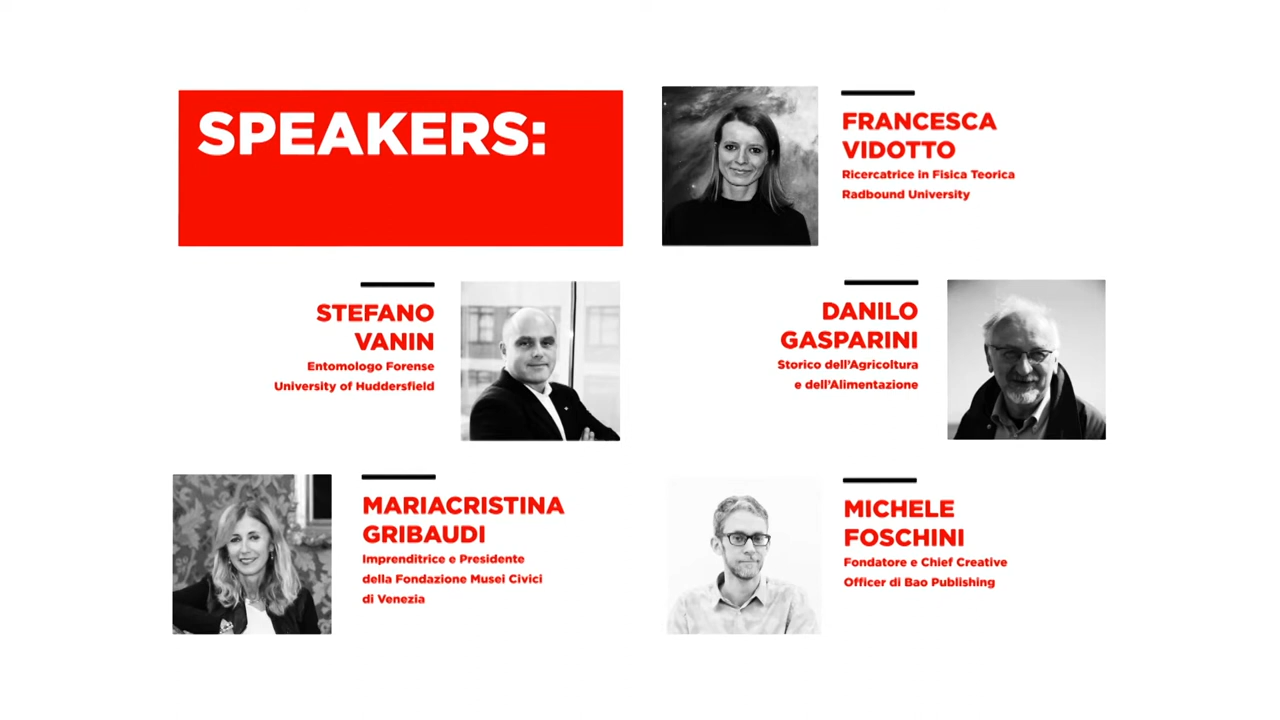 SPEAKERS:
FRANCESCA
VIDOTTO
Ricercatrice in Fisica Teorica
Radbound University
STEFANO
VANIN
Entomologo Forense
University of Huddersfield
DANILO
GASPARINI
Storico dell'Agricoltura
e dell'Alimentazione
MARIACRISTINA
GRIBAUDI
Imprenditrice e Presidente
della Fondazione Musei Civici
di Venezia
MICHELE
FOSCHINI
Fondatore e Chief Creative
Officer di Bao Publishing